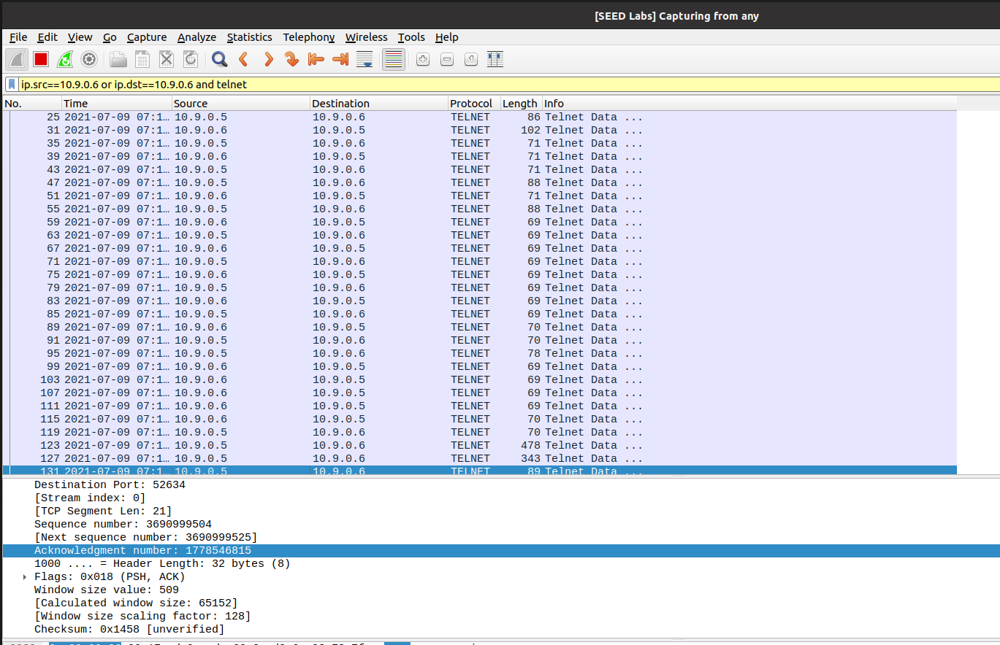 [SEED Labs] Capturing from any
File Edit View Go Capture Analyze Statistics Telephony Wireless Tools Help
ip.src==10.9.0.6 or ip.dst==10.9.0.6 and telnet
No. Time Source Destination Protocol Length Info
25 2021-07-09 07:1… 10.9.0.5 10.9.0.6 TELNET 86 Telnet Data ...
31 2021-07-09 07:1… 10.9.0.6 10.9.0.5 TELNET 102 Telnet Data ...
35 2021-07-09 07:1… 10.9.0.5 10.9.0.6 TELNET 71 Telnet Data ...
39 2021-07-09 07:1… 10.9.0.6 10.9.0.5 TELNET 71 Telnet Data ...
43 2021-07-09 07:1… 10.9.0.5 10.9.0.6 TELNET 71 Telnet Data ...
47 2021-07-09 07:1… 10.9.0.5 10.9.0.6 TELNET 88 Telnet Data ...
51 2021-07-09 07:1… 10.9.0.6 10.9.0.5 TELNET 71 Telnet Data ...
55 2021-07-09 07:1… 10.9.0.5 10.9.0.6 TELNET 88 Telnet Data ...
59 2021-07-09 07:1… 10.9.0.6 10.9.0.5 TELNET 69 Telnet Data ...
63 2021-07-09 07:1… 10.9.0.5 10.9.0.6 TELNET 69 Telnet Data ...
67 2021-07-09 07:1… 10.9.0.6 10.9.0.5 TELNET 69 Telnet Data ...
71 2021-07-09 07:1… 10.9.0.5 10.9.0.6 TELNET 69 Telnet Data ...
75 2021-07-09 07:1… 10.9.0.6 10.9.0.5 TELNET 69 Telnet Data ...
79 2021-07-09 07:1… 10.9.0.5 10.9.0.6 TELNET 69 Telnet Data ...
83 2021-07-09 07:1… 10.9.0.6 10.9.0.5 TELNET 69 Telnet Data ...
85 2021-07-09 07:1… 10.9.0.5 10.9.0.6 TELNET 69 Telnet Data ...
89 2021-07-09 07:1… 10.9.0.6 10.9.0.5 TELNET 70 Telnet Data ...
91 2021-07-09 07:1… 10.9.0.5 10.9.0.6 TELNET 70 Telnet Data ...
95 2021-07-09 07:1… 10.9.0.5 10.9.0.6 TELNET 78 Telnet Data ...
99 2021-07-09 07:1… 10.9.0.6 10.9.0.5 TELNET 69 Telnet Data ...
103 2021-07-09 07:1… 10.9.0.6 10.9.0.5 TELNET 69 Telnet Data ...
107 2021-07-09 07:1… 10.9.0.6 10.9.0.5 TELNET 69 Telnet Data ...
111 2021-07-09 07:1… 10.9.0.6 10.9.0.5 TELNET 69 Telnet Data ...
115 2021-07-09 07:1… 10.9.0.6 10.9.0.5 TELNET 70 Telnet Data ...
119 2021-07-09 07:1… 10.9.0.5 10.9.0.6 TELNET 70 Telnet Data ...
123 2021-07-09 07:1… 10.9.0.5 10.9.0.6 TELNET 478 Telnet Data ...
127 2021-07-09 07:1… 10.9.0.5 10.9.0.6 TELNET 343 Telnet Data ...
131 2021-07-09 07:1… 10.9.0.5 10.9.0.6 TELNET 89 Telnet Data ...
Destination Port: 52634
[Stream index: 0]
[TCP Segment Len: 21]
Sequence number: 3690999504
[Next sequence number: 3690999525]
Acknowledgment number: 1778546815
1000 .... = Header Length: 32 bytes (8)
Flags: 0x018 (PSH, ACK)
Window size value: 509
[Calculated window size: 65152]
[Window size scaling factor: 128]
Checksum: 0x1458 [unverified]